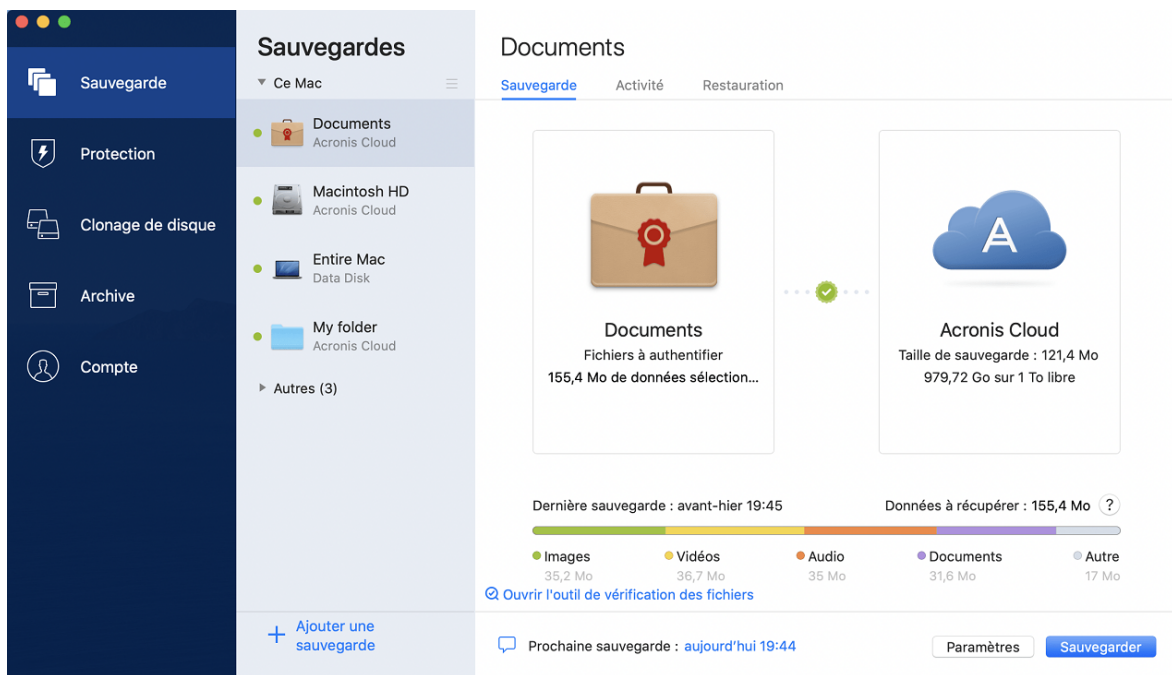 Sauvegarde
Protection
Clonage de disque
Archive
Compte
Sauvegardes
Ce Mac
Documents
Acronis Cloud
Macintosh HD
Acronis Cloud
Entire Mac
Data Disk
My folder
Acronis Cloud
Autres (3)
Ajouter une
sauvegarde
Documents
Sauvegarde Activité Restauration
Documents
Fichiers à authentifier
155,4 Mo de données sélection...
A
Acronis Cloud
Taille de sauvegarde : 121,4 Mo
979,72 Go sur 1 To libre
Dernière sauvegarde : avant-hier 19:45
Données à récupérer : 155,4 Mo ?
Images Vidéos Audio Documents Autre
35,2 Mo 36,7 Mo 35 Mo 31,6 Mo 17 Mo
Ouvrir l'outil de vérification des fichiers
Prochaine sauvegarde : aujourd'hui 19:44
Paramètres Sauvegarder